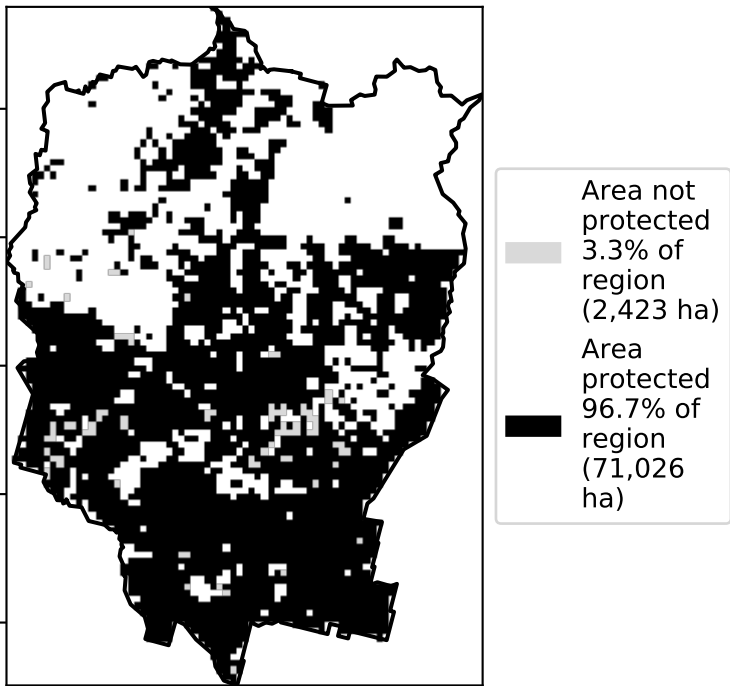 Area not
protected
3.3% of
region
(2,423 ha)
Area
protected
96.7% of
region
(71,026
ha)